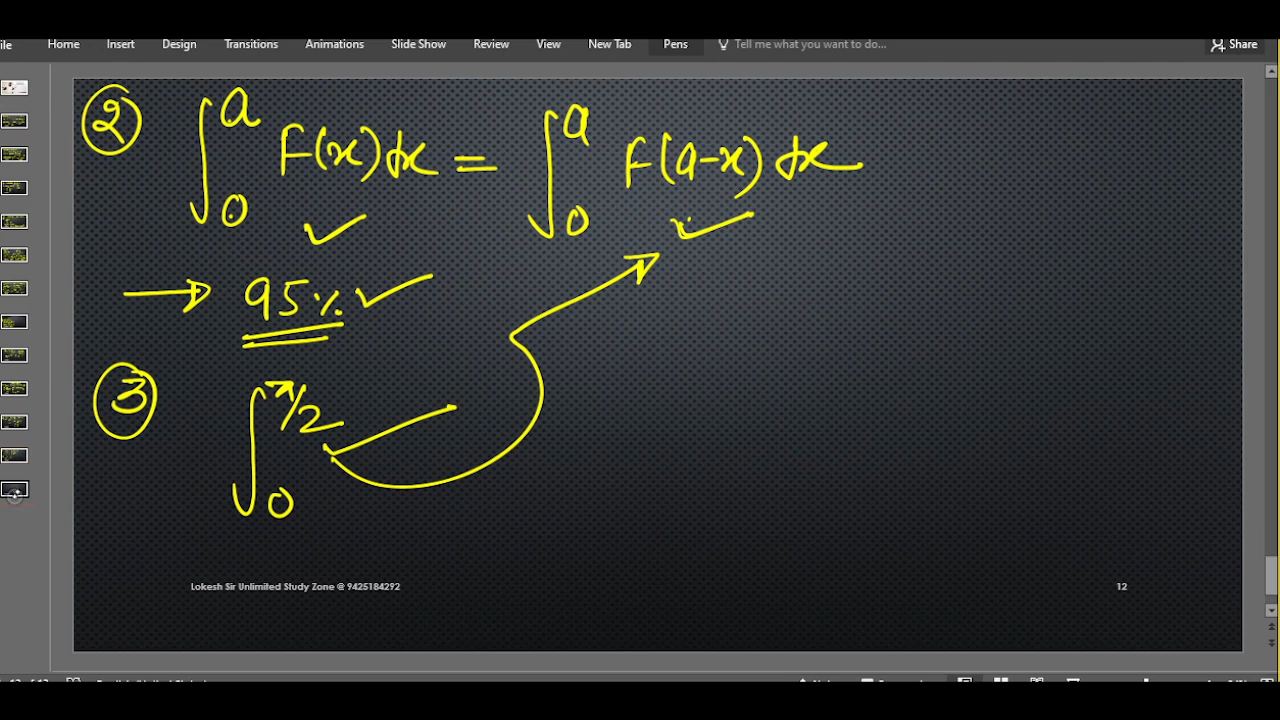 ile Home Insert Design Transitions Animations Slide Show Review View New Tab Pens Tell me what you want to do... Share
② ∫₀ᵃ F(x)dx = ∫₀ᵃ F(a-x)dx
→ 95%
③ ∫₀^π/2
Lokesh Sir Unlimited Study Zone @ 9425184292
12